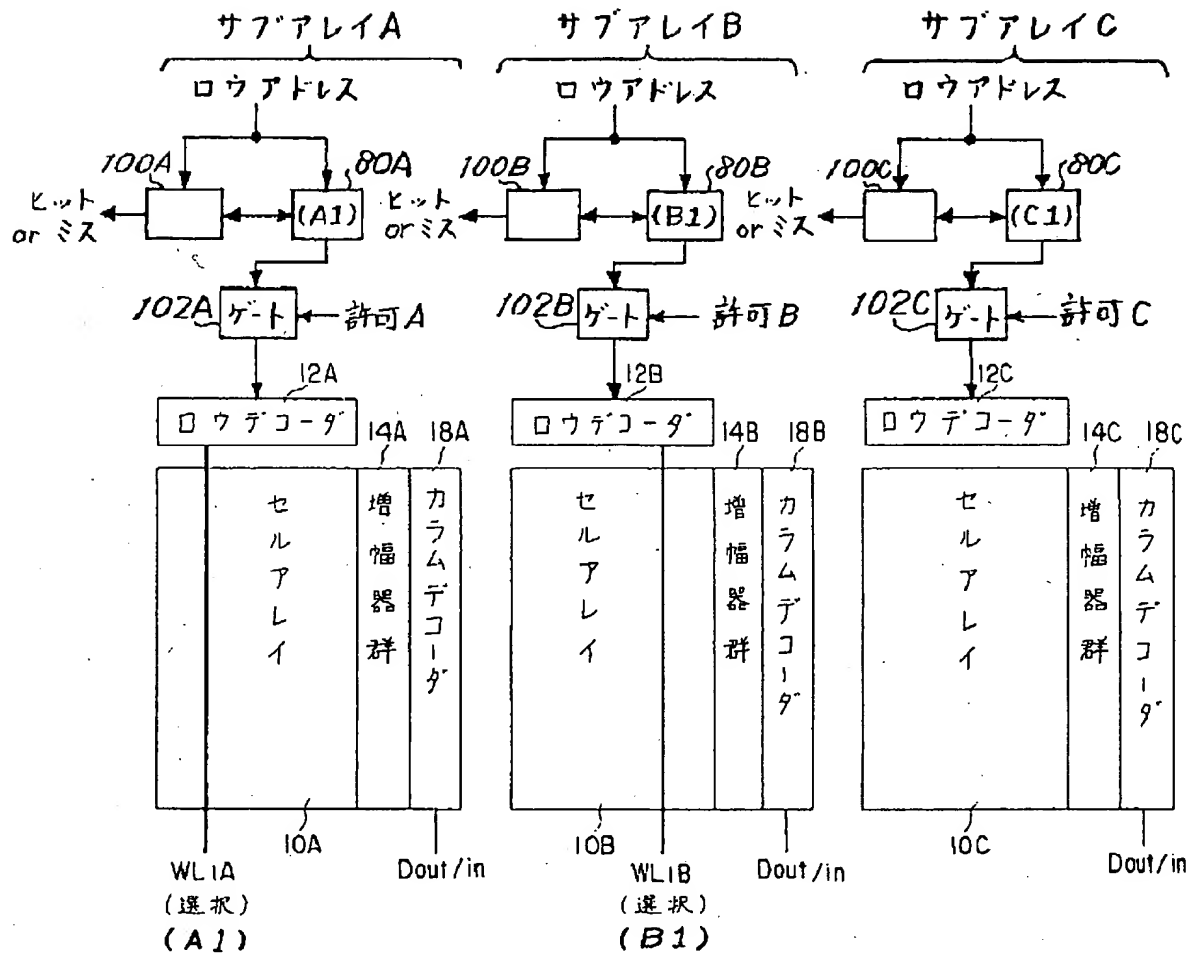 サブアレイA
ロウアドレス
100A
80A
ヒット
or ミス
(A1)
102A
ゲート
許可A
12A
ロウデコーダ
14A
18A
セルアレイ
増幅器群
カラムデコーダ
10A
WL1A
(選択)
(A1)
Dout/in
サブアレイB
ロウアドレス
100B
80B
ヒット
or ミス
(B1)
102B
ゲート
許可B
12B
ロウデコーダ
14B
18B
セルアレイ
増幅器群
カラムデコーダ
10B
WL1B
(選択)
(B1)
Dout/in
サブアレイC
ロウアドレス
100C
80C
ヒット
or ミス
(C1)
102C
ゲート
許可C
12C
ロウデコーダ
14C
18C
セルアレイ
増幅器群
カラムデコーダ
10C
Dout/in